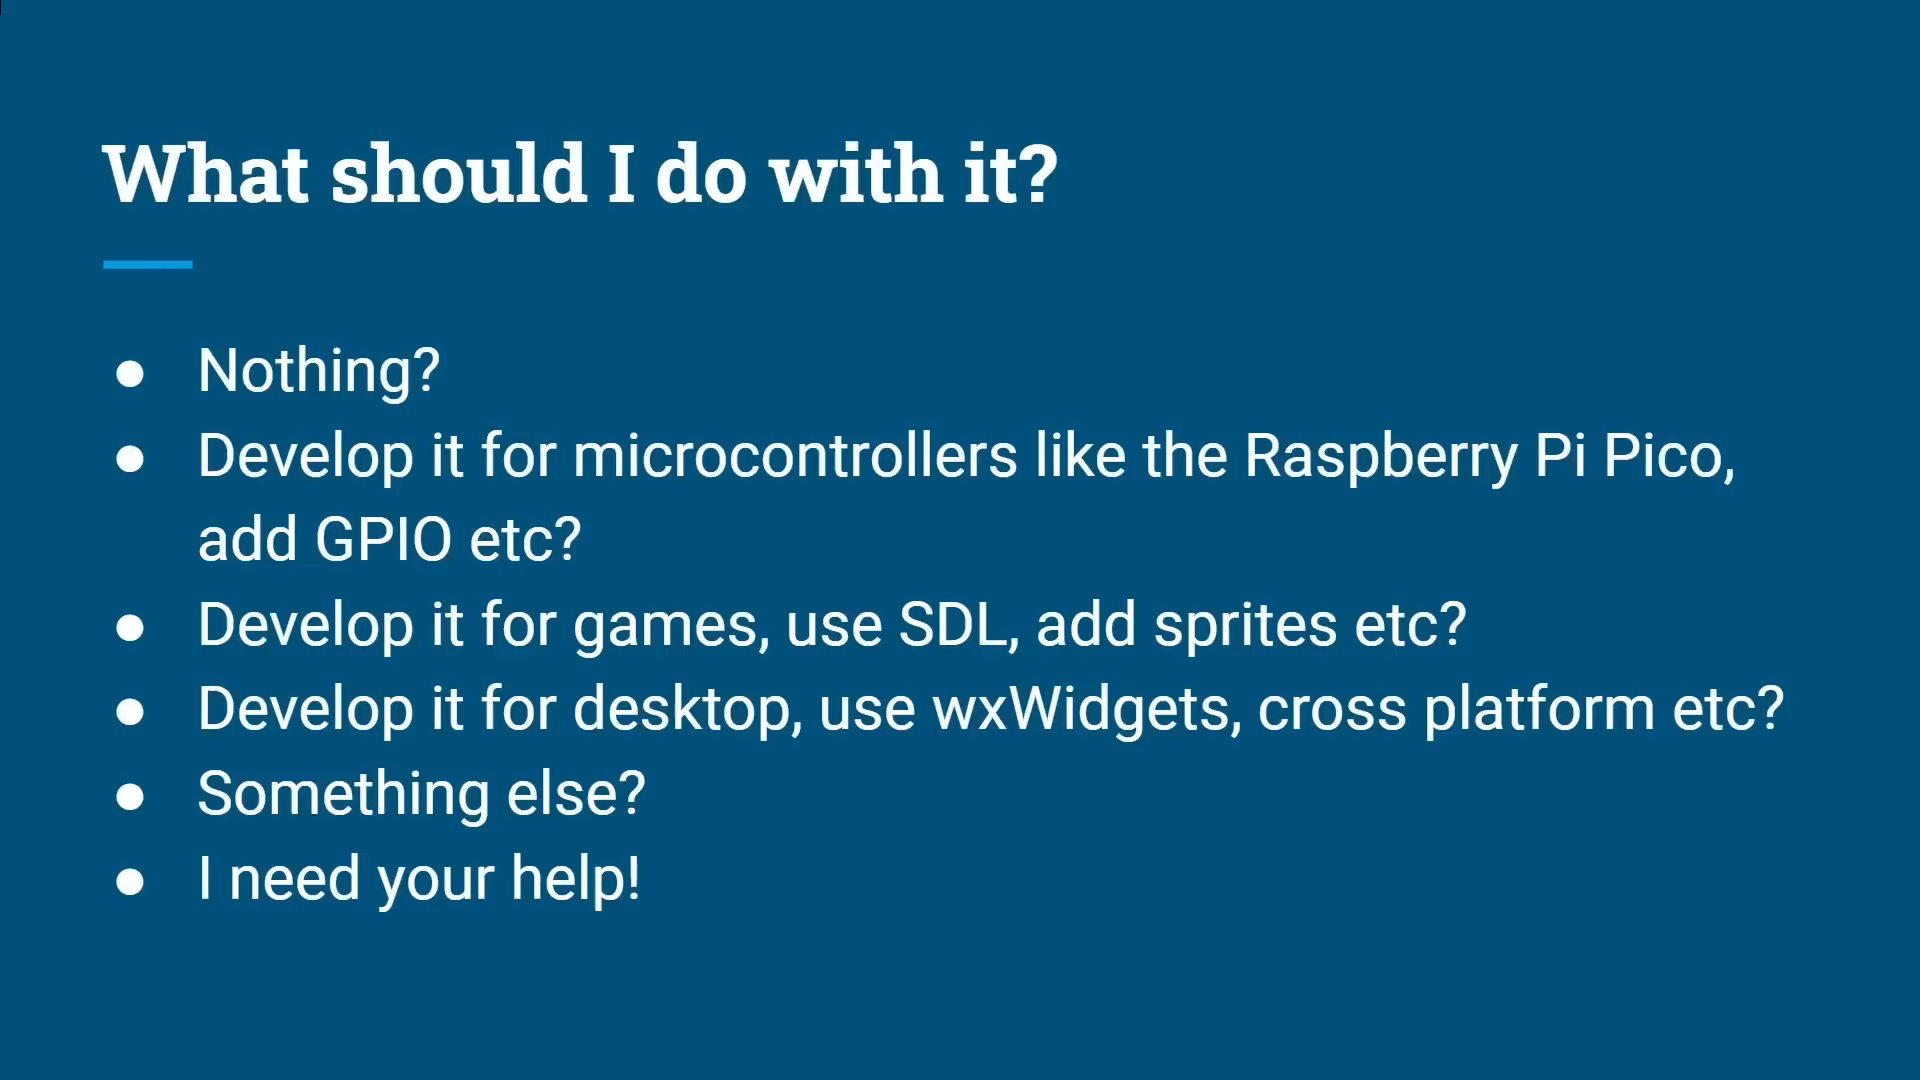 What should I do with it?
● Nothing?
● Develop it for microcontrollers like the Raspberry Pi Pico,
add GPIO etc?
● Develop it for games, use SDL, add sprites etc?
● Develop it for desktop, use wxWidgets, cross platform etc?
● Something else?
● I need your help!